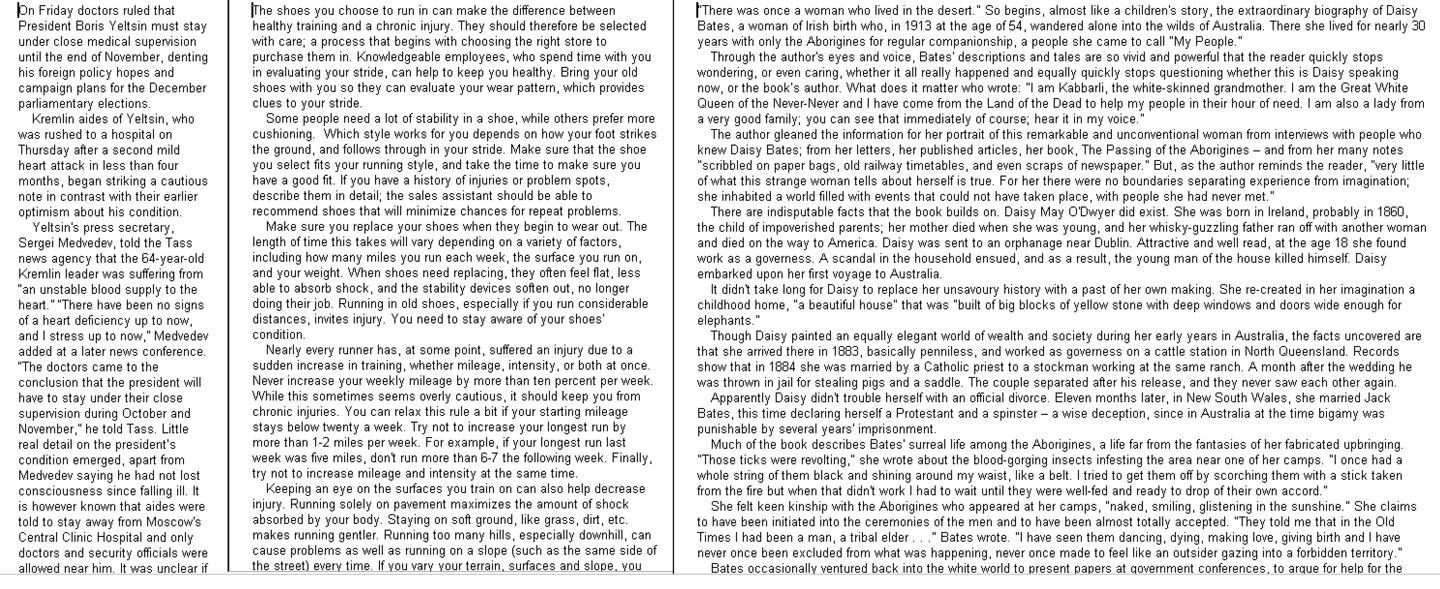 On Friday doctors ruled that
President Boris Yeltsin must stay
under close medical supervision
until the end of November, denting
his foreign policy hopes and
campaign plans for the December
parliamentary elections.
Kremlin aides of Yeltsin, who
was rushed to a hospital on
Thursday after a second mild
heart attack in less than four
months, began striking a cautious
note in contrast with their earlier
optimism about his condition.
Yeltsin's press secretary,
Sergei Medvedev, told the Tass
news agency that the 64-year-old
Kremlin leader was suffering from
"an unstable blood supply to the
heart." "There have been no signs
of a heart deficiency up to now,
and I stress up to now," Medvedev
added at a later news conference.
"The doctors came to the
conclusion that the president will
have to stay under their close
supervision during October and
November," he told Tass. Little
real detail on the president's
condition emerged, apart from
Medvedev saying he had not lost
consciousness since falling ill. It
is however known that aides were
told to stay away from Moscow's
Central Clinic Hospital and only
doctors and security officials were
allowed near him. It was unclear if
The shoes you choose to run in can make the difference between
healthy training and a chronic injury. They should therefore be selected
with care; a process that begins with choosing the right store to
purchase them in. Knowledgeable employees, who spend time with you
in evaluating your stride, can help to keep you healthy. Bring your old
shoes with you so they can evaluate your wear pattern, which provides
clues to your stride.
Some people need a lot of stability in a shoe, while others prefer more
cushioning. Which style works for you depends on how your foot strikes
the ground, and follows through in your stride. Make sure that the shoe
you select fits your running style, and take the time to make sure you
have a good fit. If you have a history of injuries or problem spots,
describe them in detail; the sales assistant should be able to
recommend shoes that will minimize chances for repeat problems.
Make sure you replace your shoes when they begin to wear out. The
length of time this takes will vary depending on a variety of factors,
including how many miles you run each week, the surface you run on,
and your weight. When shoes need replacing, they often feel flat, less
able to absorb shock, and the stability devices soften out, no longer
doing their job. Running in old shoes, especially if you run considerable
distances, invites injury. You need to stay aware of your shoes'
condition.
Nearly every runner has, at some point, suffered an injury due to a
sudden increase in training, whether mileage, intensity, or both at once.
Never increase your weekly mileage by more than ten percent per week.
While this sometimes seems overly cautious, it should keep you from
chronic injuries. You can relax this rule a bit if your starting mileage
stays below twenty a week. Try not to increase your longest run by
more than 1-2 miles per week. For example, if your longest run last
week was five miles, don't run more than 6-7 the following week. Finally,
try not to increase mileage and intensity at the same time.
Keeping an eye on the surfaces you train on can also help decrease
injury. Running solely on pavement maximizes the amount of shock
absorbed by your body. Staying on soft ground, like grass, dirt, etc.
makes running gentler. Running too many hills, especially downhill, can
cause problems as well as running on a slope (such as the same side of
the street) every time. If you vary your terrain, surfaces and slope, you
"There was once a woman who lived in the desert." So begins, almost like a children's story, the extraordinary biography of Daisy
Bates, a woman of Irish birth who, in 1913 at the age of 54, wandered alone into the wilds of Australia. There she lived for nearly 30
years with only the Aborigines for regular companionship, a people she came to call "My People."
Through the author's eyes and voice, Bates' descriptions and tales are so vivid and powerful that the reader quickly stops
wondering, or even caring, whether it all really happened and equally quickly stops questioning whether this is Daisy speaking
now, or the book's author. What does it matter who wrote: "I am Kabbarli, the white-skinned grandmother. I am the Great White
Queen of the Never-Never and I have come from the Land of the Dead to help my people in their hour of need. I am also a lady from
a very good family; you can see that immediately of course; hear it in my voice."
The author gleaned the information for her portrait of this remarkable and unconventional woman from interviews with people who
knew Daisy Bates; from her letters, her published articles, her book, The Passing of the Aborigines – and from her many notes
"scribbled on paper bags, old railway timetables, and even scraps of newspaper." But, as the author reminds the reader, "very little
of what this strange woman tells about herself is true. For her there were no boundaries separating experience from imagination;
she inhabited a world filled with events that could not have taken place, with people she had never met."
There are indisputable facts that the book builds on. Daisy May O'Dwyer did exist. She was born in Ireland, probably in 1860,
the child of impoverished parents; her mother died when she was young, and her whisky-guzzling father ran off with another woman
and died on the way to America. Daisy was sent to an orphanage near Dublin. Attractive and well read, at the age 18 she found
work as a governess. A scandal in the household ensued, and as a result, the young man of the house killed himself. Daisy
embarked upon her first voyage to Australia.
It didn't take long for Daisy to replace her unsavoury history with a past of her own making. She re-created in her imagination a
childhood home, "a beautiful house" that was "built of big blocks of yellow stone with deep windows and doors wide enough for
elephants."
Though Daisy painted an equally elegant world of wealth and society during her early years in Australia, the facts uncovered are
that she arrived there in 1883, basically penniless, and worked as governess on a cattle station in North Queensland. Records
show that in 1884 she was married by a Catholic priest to a stockman working at the same ranch. A month after the wedding he
was thrown in jail for stealing pigs and a saddle. The couple separated after his release, and they never saw each other again.
Apparently Daisy didn't trouble herself with an official divorce. Eleven months later, in New South Wales, she married Jack
Bates, this time declaring herself a Protestant and a spinster – a wise deception, since in Australia at the time bigamy was
punishable by several years' imprisonment.
Much of the book describes Bates' surreal life among the Aborigines, a life far from the fantasies of her fabricated upbringing.
"Those ticks were revolting," she wrote about the blood-gorging insects infesting the area near one of her camps. "I once had a
whole string of them black and shining around my waist, like a belt. I tried to get them off by scorching them with a stick taken
from the fire but when that didn't work I had to wait until they were well-fed and ready to drop of their own accord."
She felt keen kinship with the Aborigines who appeared at her camps, "naked, smiling, glistening in the sunshine." She claims
to have been initiated into the ceremonies of the men and to have been almost totally accepted. "They told me that in the Old
Times I had been a man, a tribal elder . . ." Bates wrote. "I have seen them dancing, dying, making love, giving birth and I have
never once been excluded from what was happening, never once made to feel like an outsider gazing into a forbidden territory."
Bates occasionally ventured back into the white world to present papers at government conferences, to argue for help for the